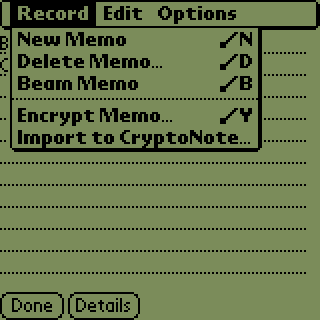 Record Edit Options
New Memo ⁄N
Delete Memo... ⁄D
Beam Memo ⁄B
Encrypt Memo... ⁄Y
Import to CryptoNote...
Done Details